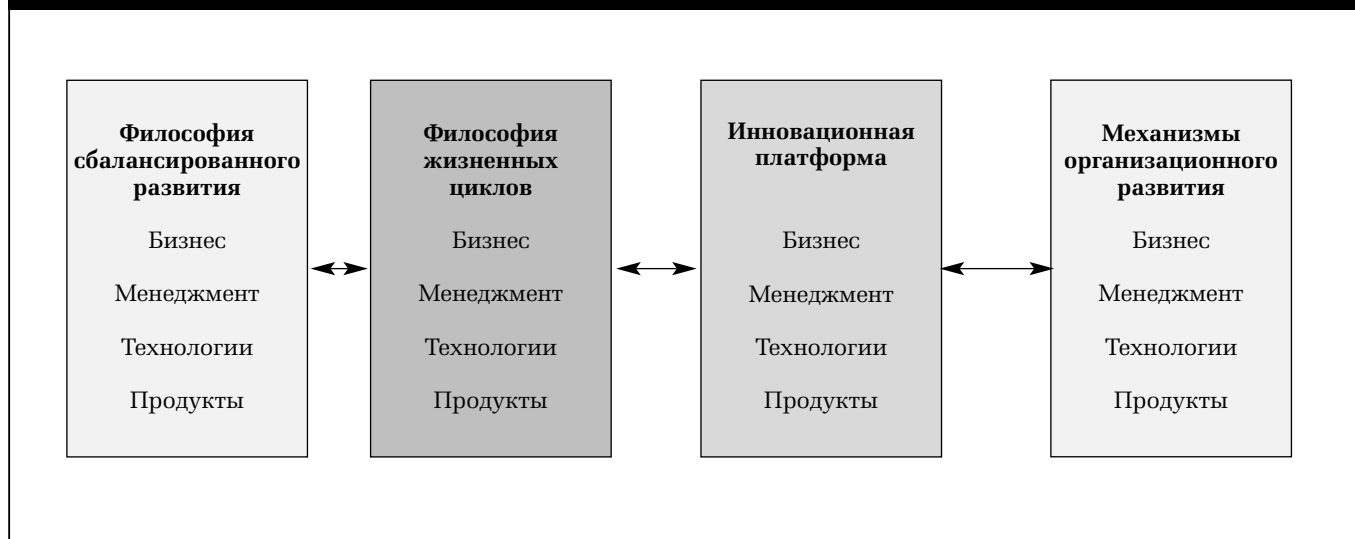 Философия
сбалансированного
развития
Бизнес
Менеджмент
Технологии
Продукты
Философия
жизненных
циклов
Бизнес
Менеджмент
Технологии
Продукты
Инновационная
платформа
Бизнес
Менеджмент
Технологии
Продукты
Механизмы
организационного
развития
Бизнес
Менеджмент
Технологии
Продукты